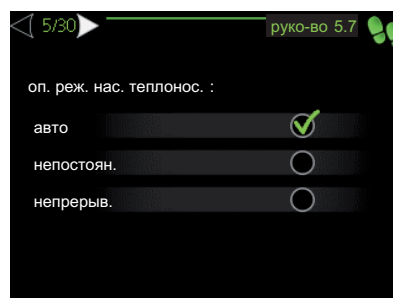 5/30 руко-во 5.7
оп. реж. нас. теплонос. :
авто
непостоян.
непрерыв.